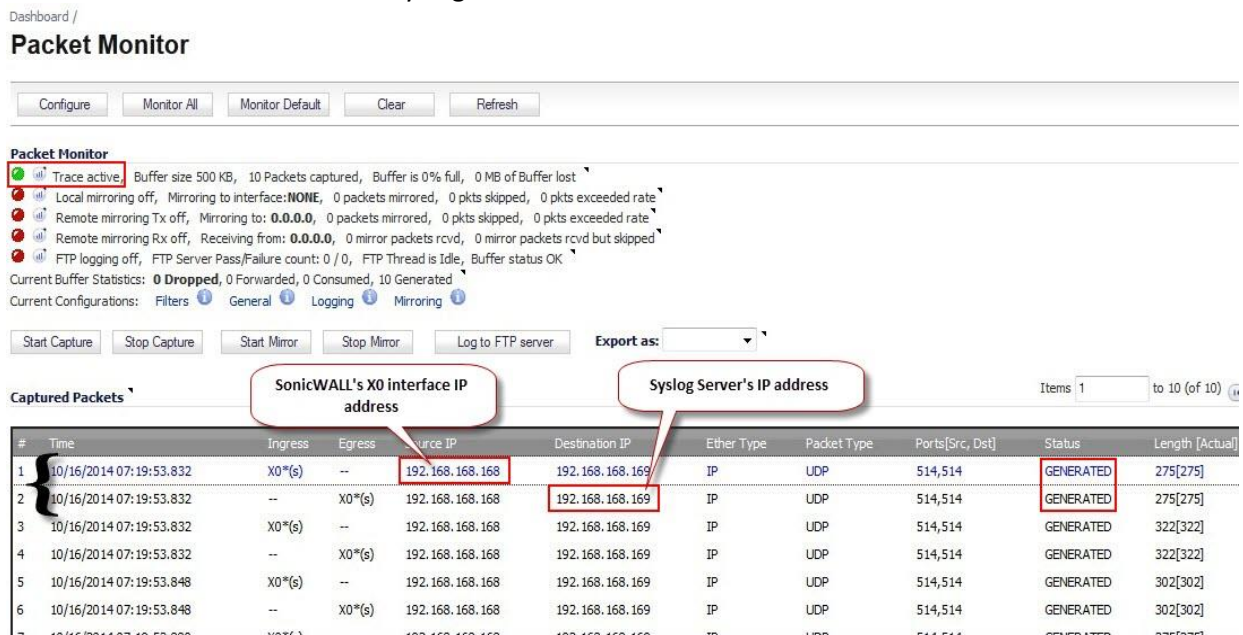 Dashboard /
Packet Monitor
Configure Monitor All Monitor Default Clear Refresh
Packet Monitor
Trace active, Buffer size 500 KB, 10 Packets captured, Buffer is 0% full, 0 MB of Buffer lost
Local mirroring off, Mirroring to interface:NONE, 0 packets mirrored, 0 pkts skipped, 0 pkts exceeded rate
Remote mirroring Tx off, Mirroring to: 0.0.0.0, 0 packets mirrored, 0 pkts skipped, 0 pkts exceeded rate
Remote mirroring Rx off, Receiving from: 0.0.0.0, 0 mirror packets rcvd, 0 mirror packets rcvd but skipped
FTP logging off, FTP Server Pass/Failure count: 0 / 0, FTP Thread is Idle, Buffer status OK
Current Buffer Statistics: 0 Dropped, 0 Forwarded, 0 Consumed, 10 Generated
Current Configurations: Filters General Logging Mirroring
Start Capture Stop Capture Start Mirror Stop Mirror Log to FTP server Export as:
SonicWALL's X0 interface IP
address
Syslog Server's IP address
Captured Packets Items 1 to 10 (of 10)
# Time Ingress Egress Source IP Destination IP Ether Type Packet Type Ports[Src, Dst] Status Length [Actual]
1 10/16/2014 07:19:53.832 X0*(s) -- 192.168.168.168 192.168.168.169 IP UDP 514,514 GENERATED 275[275]
2 10/16/2014 07:19:53.832 -- X0*(s) 192.168.168.168 192.168.168.169 IP UDP 514,514 GENERATED 275[275]
3 10/16/2014 07:19:53.832 X0*(s) -- 192.168.168.168 192.168.168.169 IP UDP 514,514 GENERATED 322[322]
4 10/16/2014 07:19:53.832 -- X0*(s) 192.168.168.168 192.168.168.169 IP UDP 514,514 GENERATED 322[322]
5 10/16/2014 07:19:53.848 X0*(s) -- 192.168.168.168 192.168.168.169 IP UDP 514,514 GENERATED 302[302]
6 10/16/2014 07:19:53.848 -- X0*(s) 192.168.168.168 192.168.168.169 IP UDP 514,514 GENERATED 302[302]